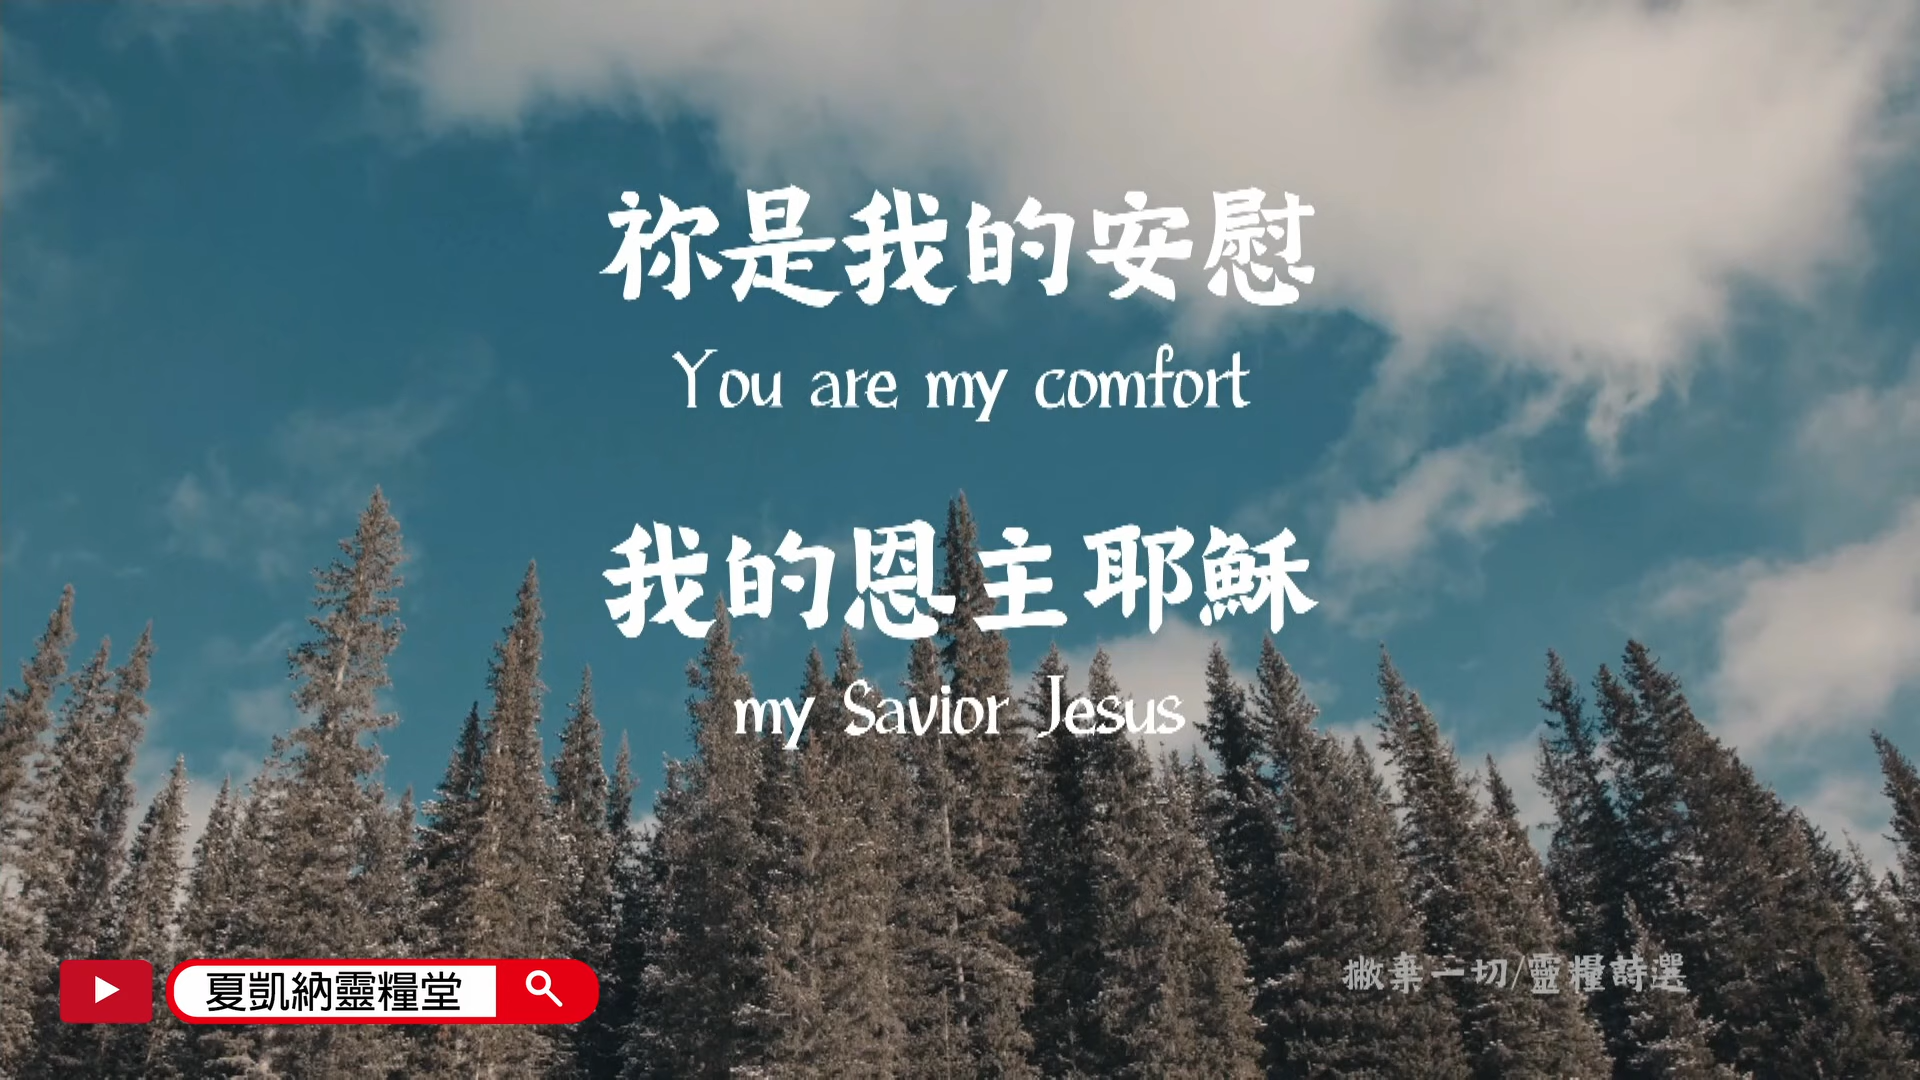 祢是我的安慰
You are my comfort
我的恩主耶穌
my Savior Jesus
夏凱納靈糧堂
撇棄一切/靈糧詩選